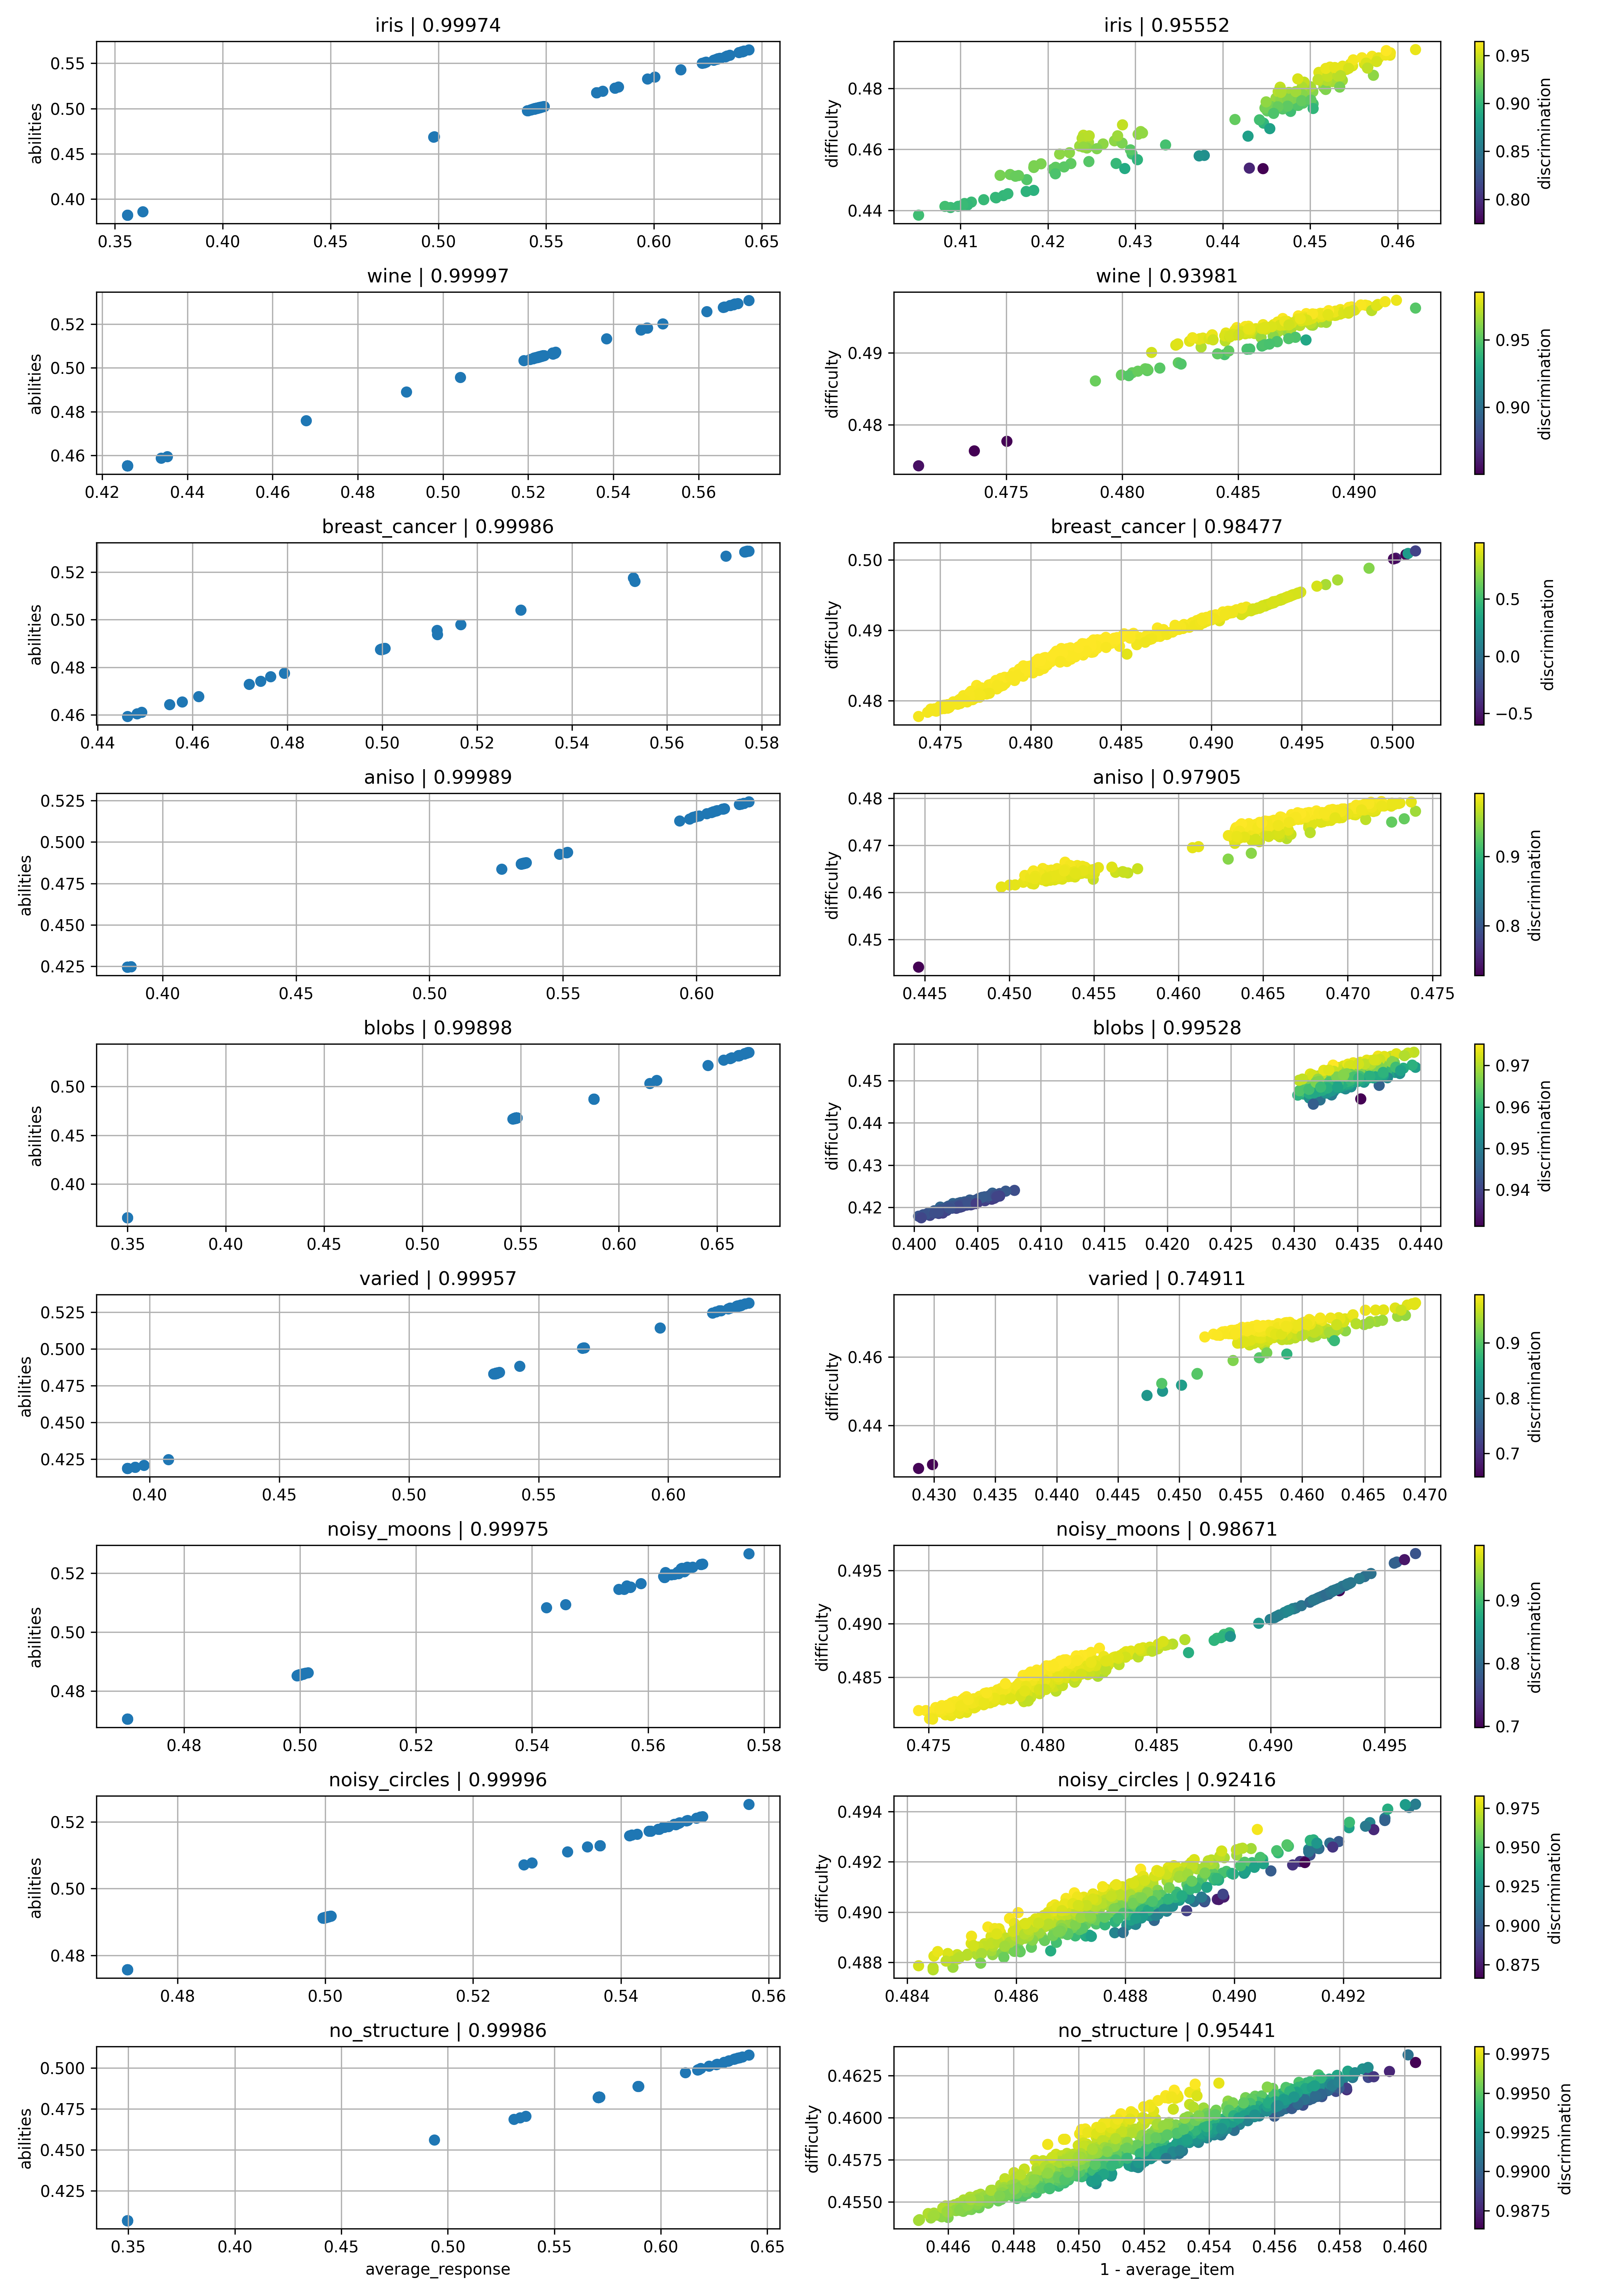 iris | 0.99974
abilities
0.55
0.50
0.45
0.40
0.35 0.40 0.45 0.50 0.55 0.60 0.65
iris | 0.95552
difficulty
0.48
0.46
0.44
0.41 0.42 0.43 0.44 0.45 0.46
0.95
0.90
0.85
0.80
discrimination
wine | 0.99997
abilities
0.52
0.50
0.48
0.46
0.42 0.44 0.46 0.48 0.50 0.52 0.54 0.56
wine | 0.93981
difficulty
0.49
0.48
0.475 0.480 0.485 0.490
0.95
0.90
discrimination
breast_cancer | 0.99986
abilities
0.52
0.50
0.48
0.46
0.44 0.46 0.48 0.50 0.52 0.54 0.56 0.58
breast_cancer | 0.98477
difficulty
0.50
0.49
0.48
0.475 0.480 0.485 0.490 0.495 0.500
0.5
0.0
−0.5
discrimination
aniso | 0.99989
abilities
0.525
0.500
0.475
0.450
0.425
0.40 0.45 0.50 0.55 0.60
aniso | 0.97905
difficulty
0.48
0.47
0.46
0.45
0.445 0.450 0.455 0.460 0.465 0.470 0.475
0.9
0.8
discrimination
blobs | 0.99898
abilities
0.50
0.45
0.40
0.35 0.40 0.45 0.50 0.55 0.60 0.65
blobs | 0.99528
difficulty
0.45
0.44
0.43
0.42
0.400 0.405 0.410 0.415 0.420 0.425 0.430 0.435 0.440
0.97
0.96
0.95
0.94
discrimination
varied | 0.99957
abilities
0.525
0.500
0.475
0.450
0.425
0.40 0.45 0.50 0.55 0.60
varied | 0.74911
difficulty
0.46
0.44
0.430 0.435 0.440 0.445 0.450 0.455 0.460 0.465 0.470
0.9
0.8
0.7
discrimination
noisy_moons | 0.99975
abilities
0.52
0.50
0.48
0.48 0.50 0.52 0.54 0.56 0.58
noisy_moons | 0.98671
difficulty
0.495
0.490
0.485
0.475 0.480 0.485 0.490 0.495
0.9
0.8
0.7
discrimination
noisy_circles | 0.99996
abilities
0.52
0.50
0.48
0.48 0.50 0.52 0.54 0.56
noisy_circles | 0.92416
difficulty
0.494
0.492
0.490
0.488
0.484 0.486 0.488 0.490 0.492
0.975
0.950
0.925
0.900
0.875
discrimination
no_structure | 0.99986
abilities
0.500
0.475
0.450
0.425
0.35 0.40 0.45 0.50 0.55 0.60 0.65
average_response
no_structure | 0.95441
difficulty
0.4625
0.4600
0.4575
0.4550
0.446 0.448 0.450 0.452 0.454 0.456 0.458 0.460
1 - average_item
0.9975
0.9950
0.9925
0.9900
0.9875
discrimination